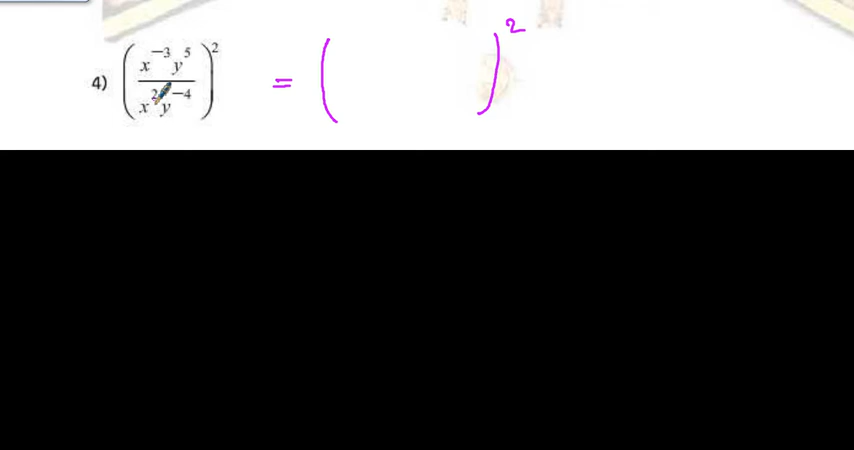 4) (x^-3 y^5 / x^2 y^-4)^2 = ( )^2